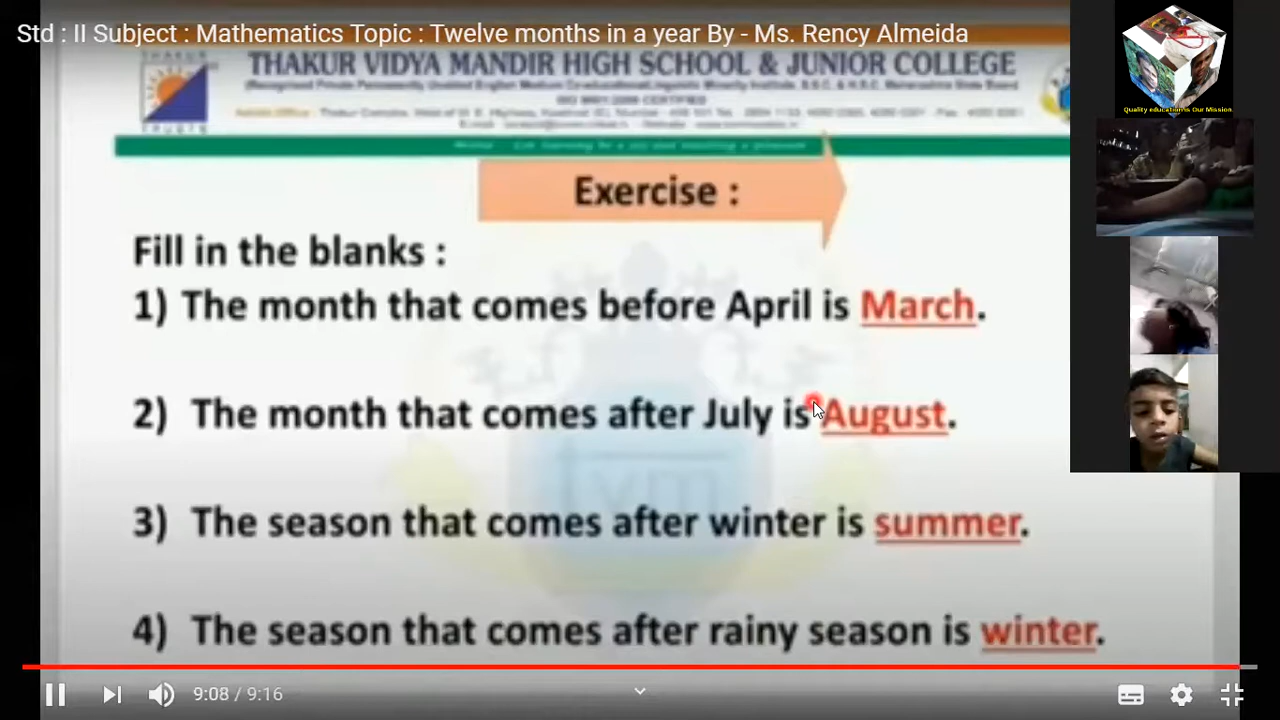 Std : II Subject : Mathematics Topic : Twelve months in a year By - Ms. Rency Almeida
THAKUR VIDYA MANDIR HIGH SCHOOL & JUNIOR COLLEGE
Quality education is Our Mission
Exercise :
Fill in the blanks :
1) The month that comes before April is March.
2) The month that comes after July is August.
3) The season that comes after winter is summer.
4) The season that comes after rainy season is winter.
tvm
9:08 / 9:16